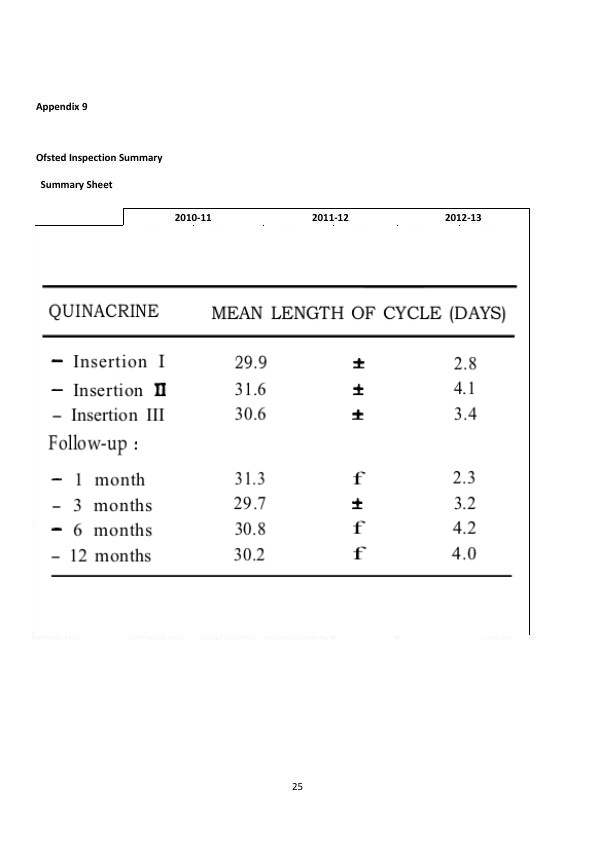 Appendix 9
Ofsted Inspection Summary
Summary Sheet
2010-11 2011-12 2012-13
QUINACRINE MEAN LENGTH OF CYCLE (DAYS)
– Insertion I 29.9 ± 2.8
– Insertion II 31.6 ± 4.1
– Insertion III 30.6 ± 3.4
Follow-up :
– 1 month 31.3 f 2.3
– 3 months 29.7 ± 3.2
– 6 months 30.8 f 4.2
– 12 months 30.2 f 4.0
25